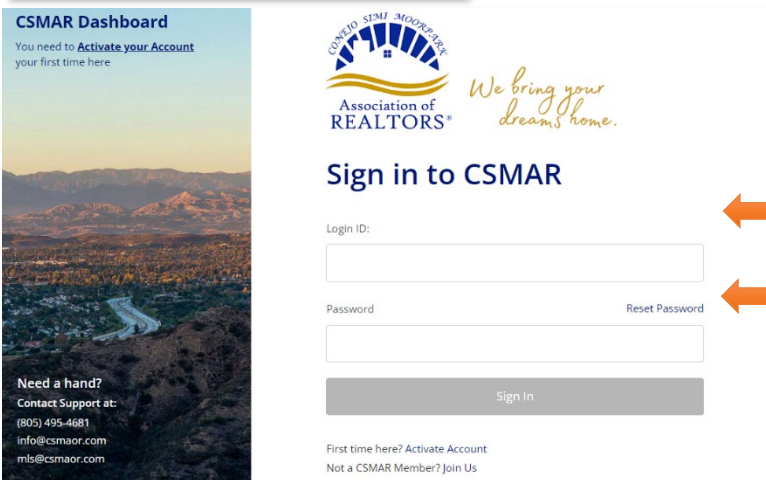 CSMAR Dashboard
You need to Activate your Account
your first time here
Need a hand?
Contact Support at:
(805) 495-4681
info@csmaor.com
mls@csmaor.com
CONEJO SIMI MOORPARK
Association of
REALTORS®
We bring your
dreams home.
Sign in to CSMAR
Login ID:
Password
Reset Password
Sign In
First time here? Activate Account
Not a CSMAR Member? Join Us